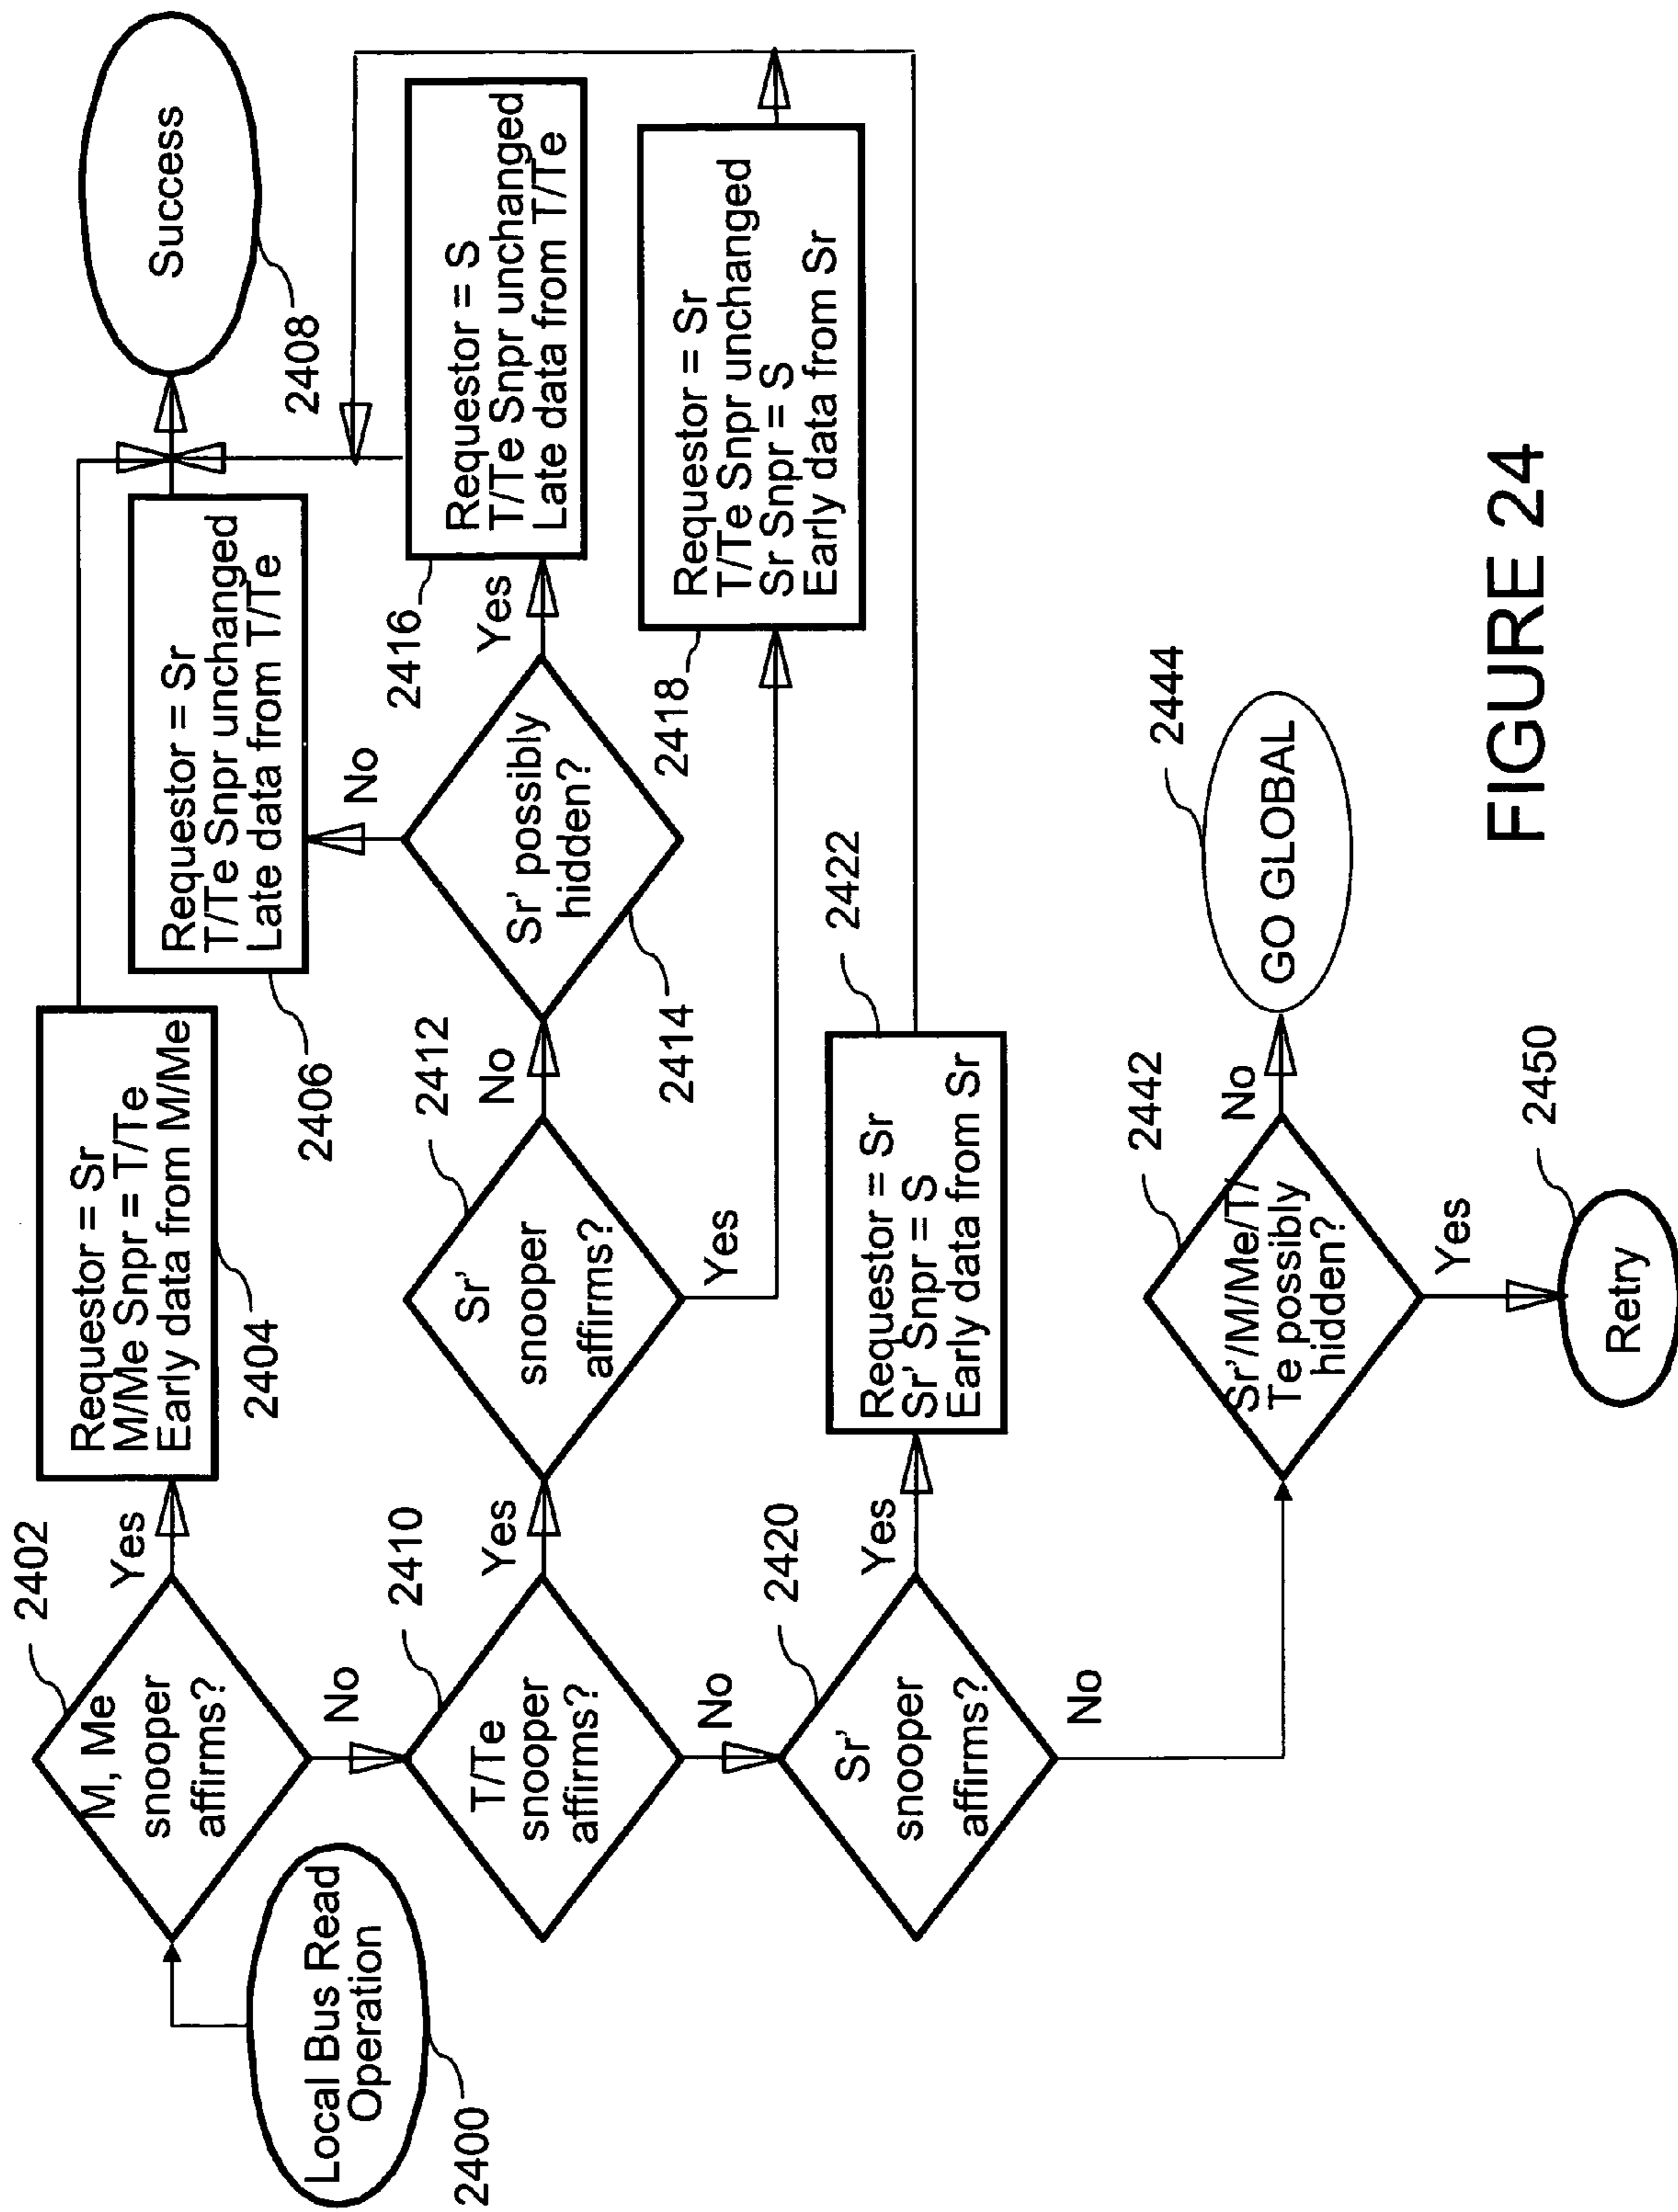 2400
Local Bus Read
Operation
2402
M, Me
snooper
affirms?
Yes
No
2404
Requestor = Sr
M/Me Snpr = T/Te
Early data from M/Me
2406
Requestor = Sr
T/Te Snpr unchanged
Late data from T/Te
2408
Success
2410
T/Te
snooper
affirms?
Yes
No
2412
Sr'
snooper
affirms?
No
Yes
2414
Sr' possibly
hidden?
No
Yes
2416
Requestor = S
T/Te Snpr unchanged
Late data from T/Te
2418
Requestor = Sr
T/Te Snpr unchanged
Sr Snpr = S
Early data from Sr
2420
Sr'
snooper
affirms?
Yes
No
2422
Requestor = Sr
Sr' Snpr = S
Early data from Sr
2442
Sr'/M/Me/T/
Te possibly
hidden?
No
Yes
2444
GO GLOBAL
2450
Retry
FIGURE 24